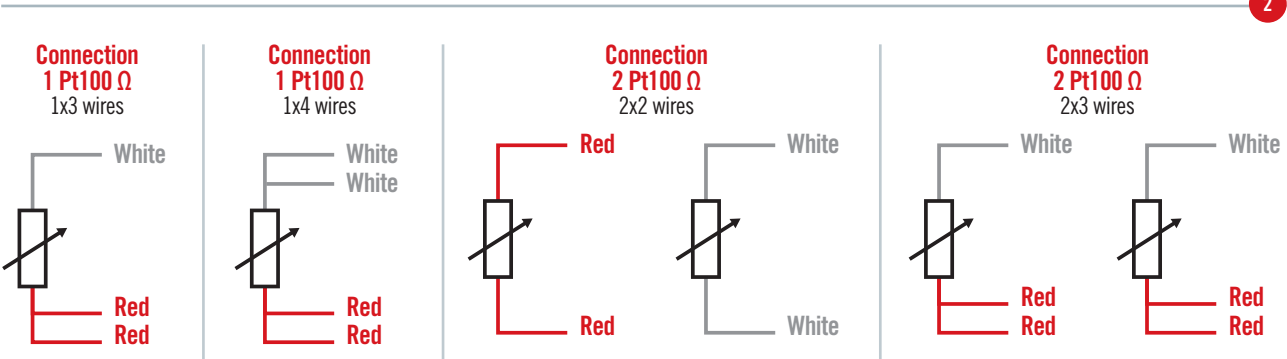 2
Connection
1 Pt100 Ω
1x3 wires
White
Red
Red
Connection
1 Pt100 Ω
1x4 wires
White
White
Red
Red
Connection
2 Pt100 Ω
2x2 wires
Red
White
Red
White
Connection
2 Pt100 Ω
2x3 wires
White
White
Red
Red
Red
Red